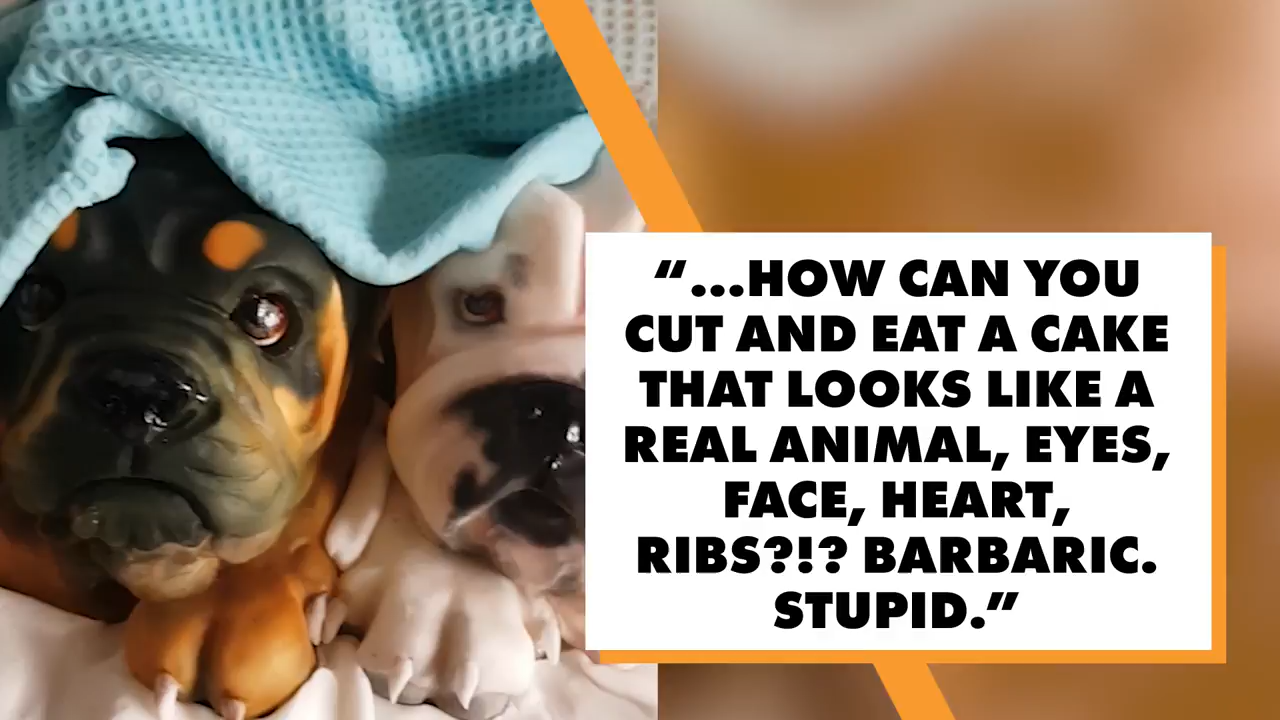 “...HOW CAN YOU
CUT AND EAT A CAKE
THAT LOOKS LIKE A
REAL ANIMAL, EYES,
FACE, HEART,
RIBS?!? BARBARIC.
STUPID.”